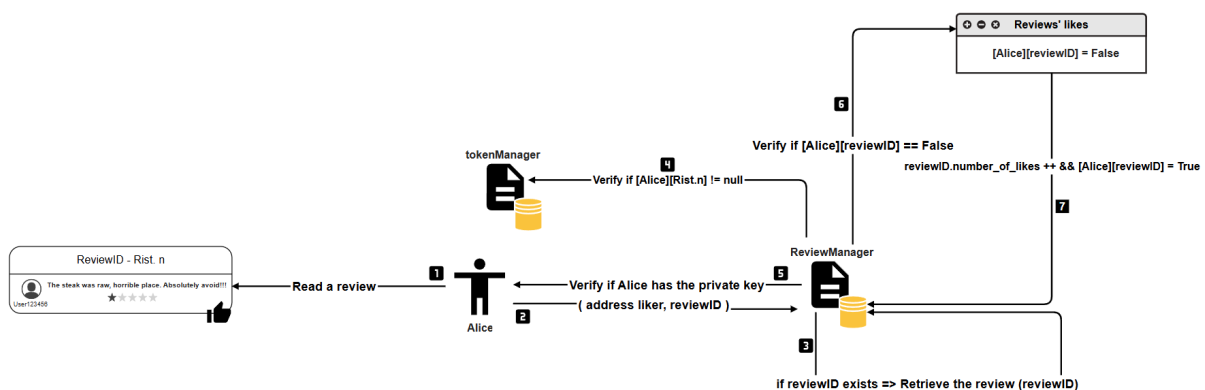 Reviews' likes
[Alice][reviewID] = False
6
Verify if [Alice][reviewID] == False
tokenManager
4
Verify if [Alice][Rist.n] != null
reviewID.number_of_likes ++ && [Alice][reviewID] = True
7
ReviewManager
ReviewID - Rist. n
The steak was raw, horrible place. Absolutely avoid!!!
User123456
1
Read a review
5
Verify if Alice has the private key
( address liker, reviewID )
2
Alice
3
if reviewID exists => Retrieve the review (reviewID)